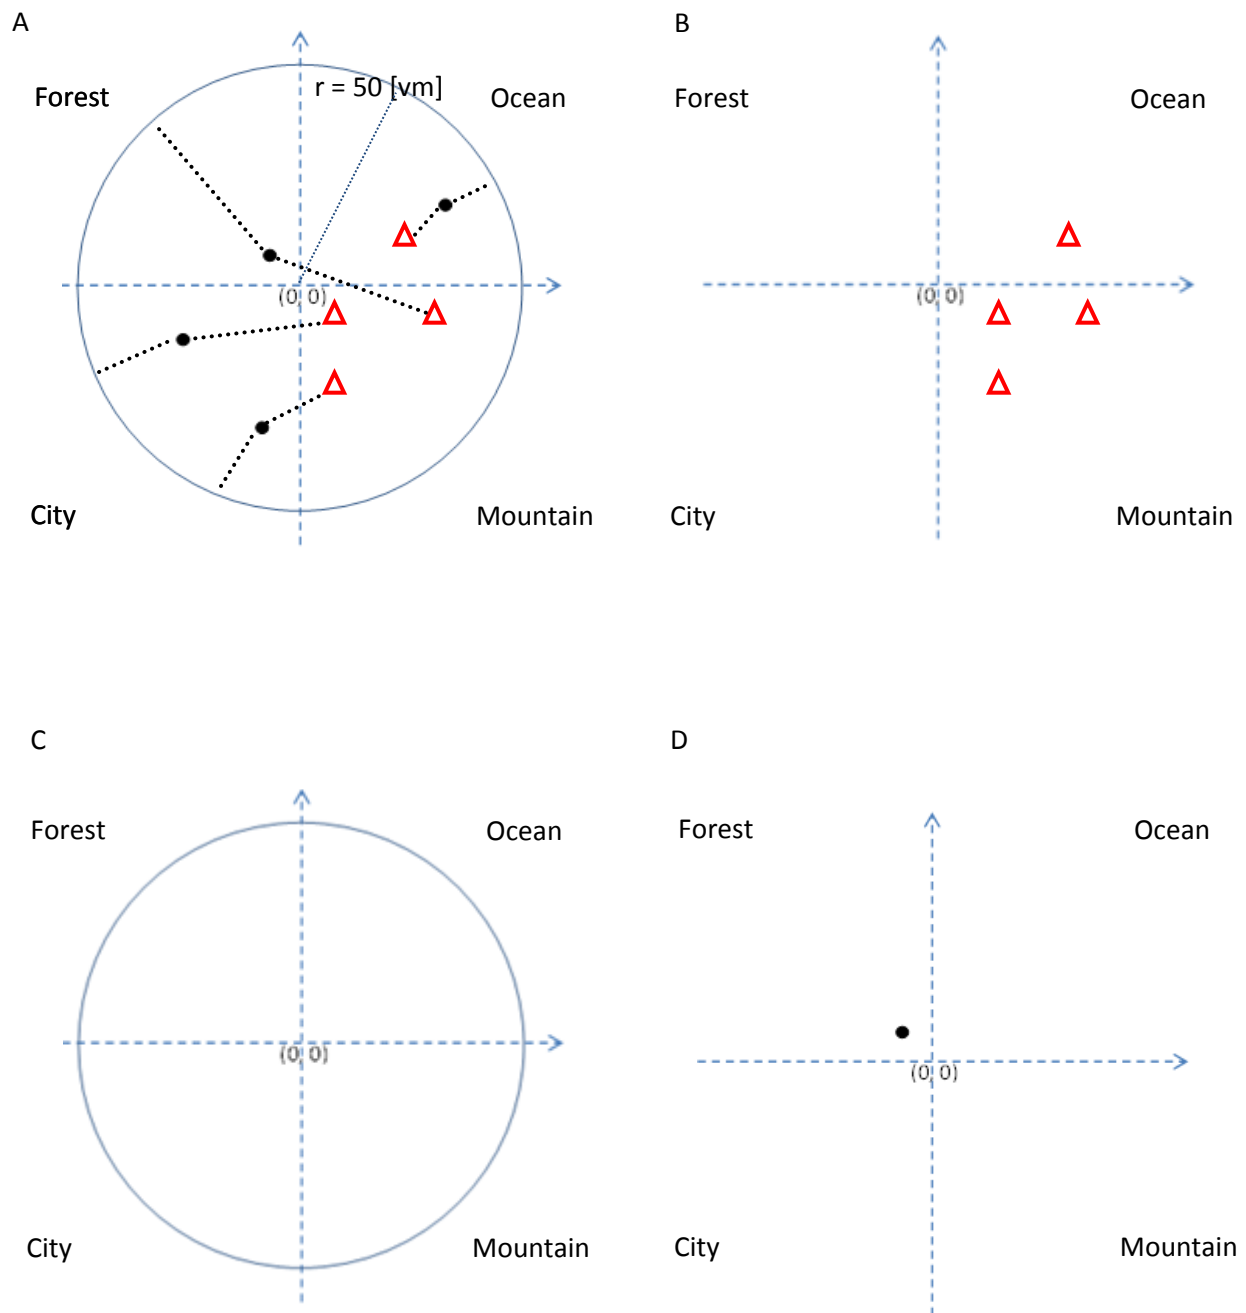 A
B
Forest
r = 50 [vm]
Ocean
Forest
Ocean
(0, 0)
(0, 0)
City
Mountain
City
Mountain
C
D
Forest
Ocean
Forest
Ocean
(0, 0)
(0, 0)
City
Mountain
City
Mountain